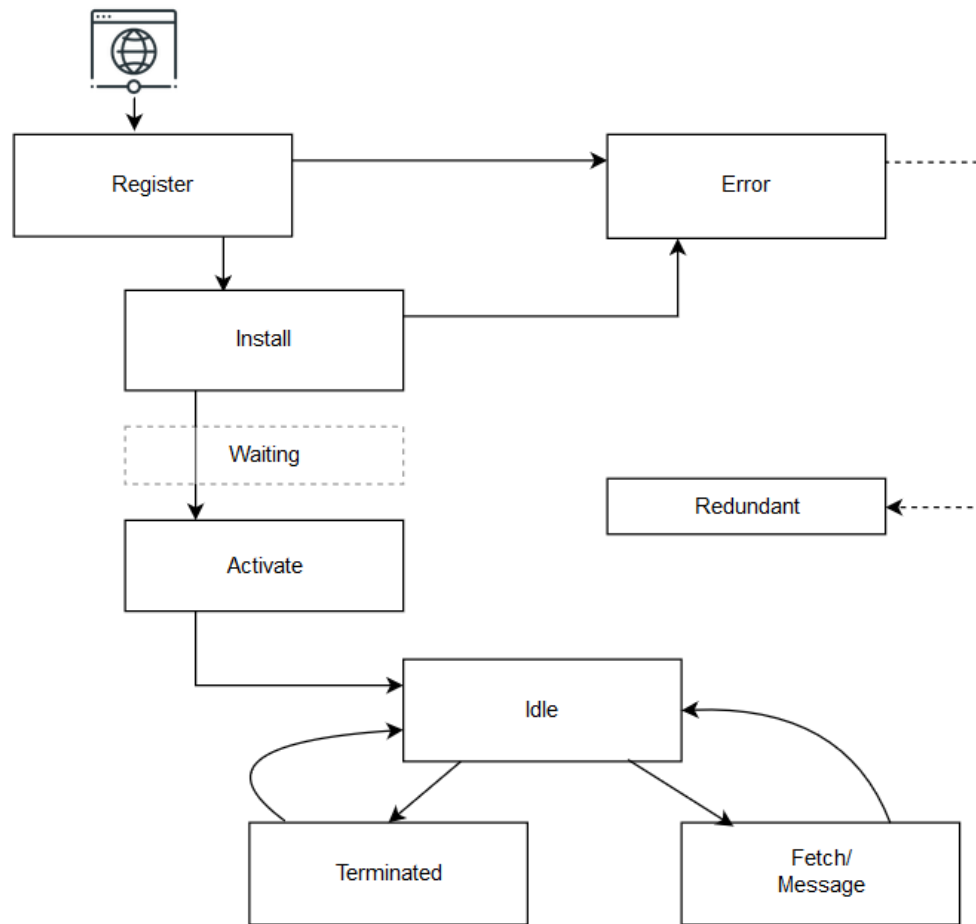 Register
Error
Install
Waiting
Redundant
Activate
Idle
Terminated
Fetch/
Message